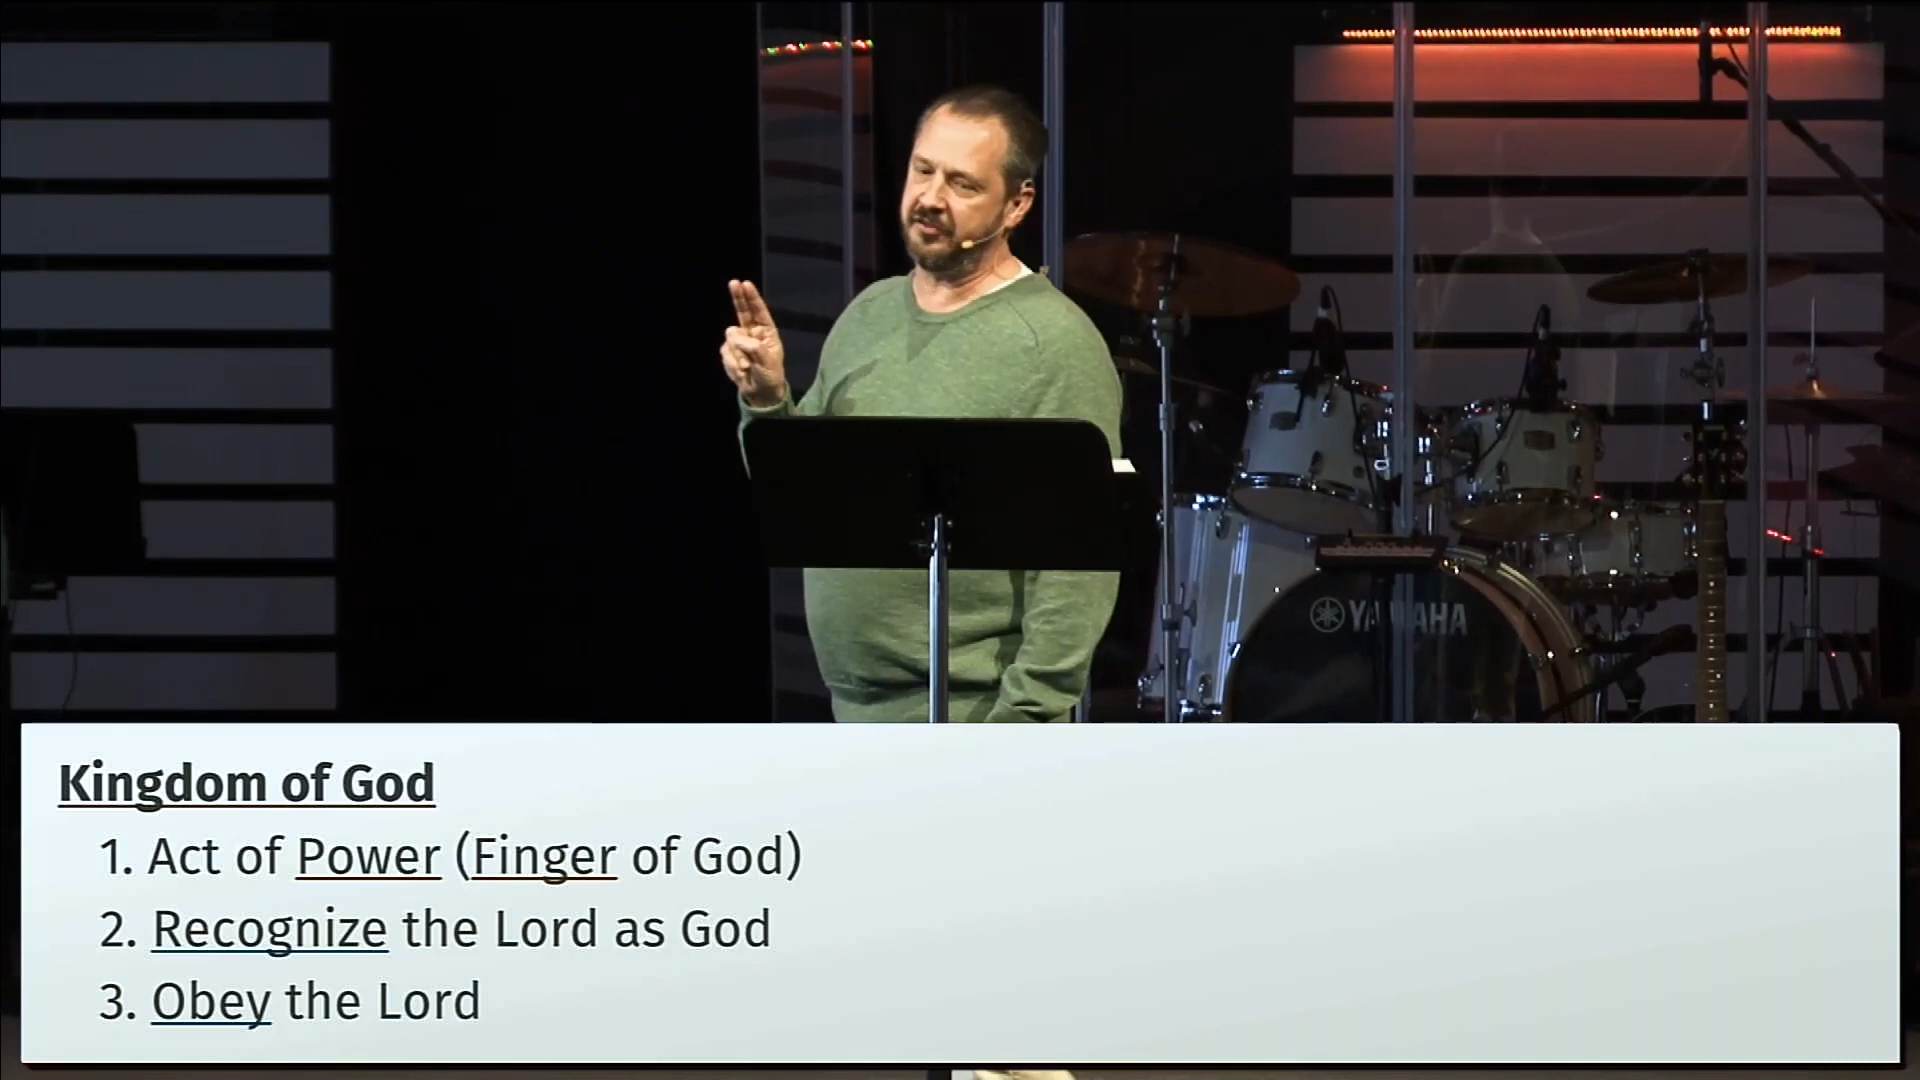 YAMAHA
Kingdom of God
1. Act of Power (Finger of God)
2. Recognize the Lord as God
3. Obey the Lord